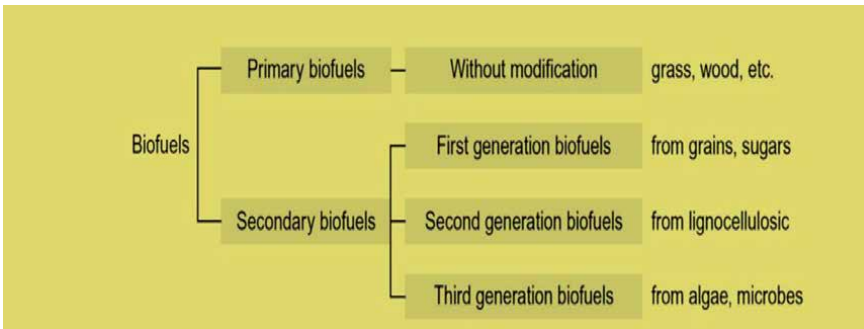 Primary biofuels Without modification grass, wood, etc.
Biofuels
First generation biofuels from grains, sugars
Secondary biofuels Second generation biofuels from lignocellulosic
Third generation biofuels from algae, microbes